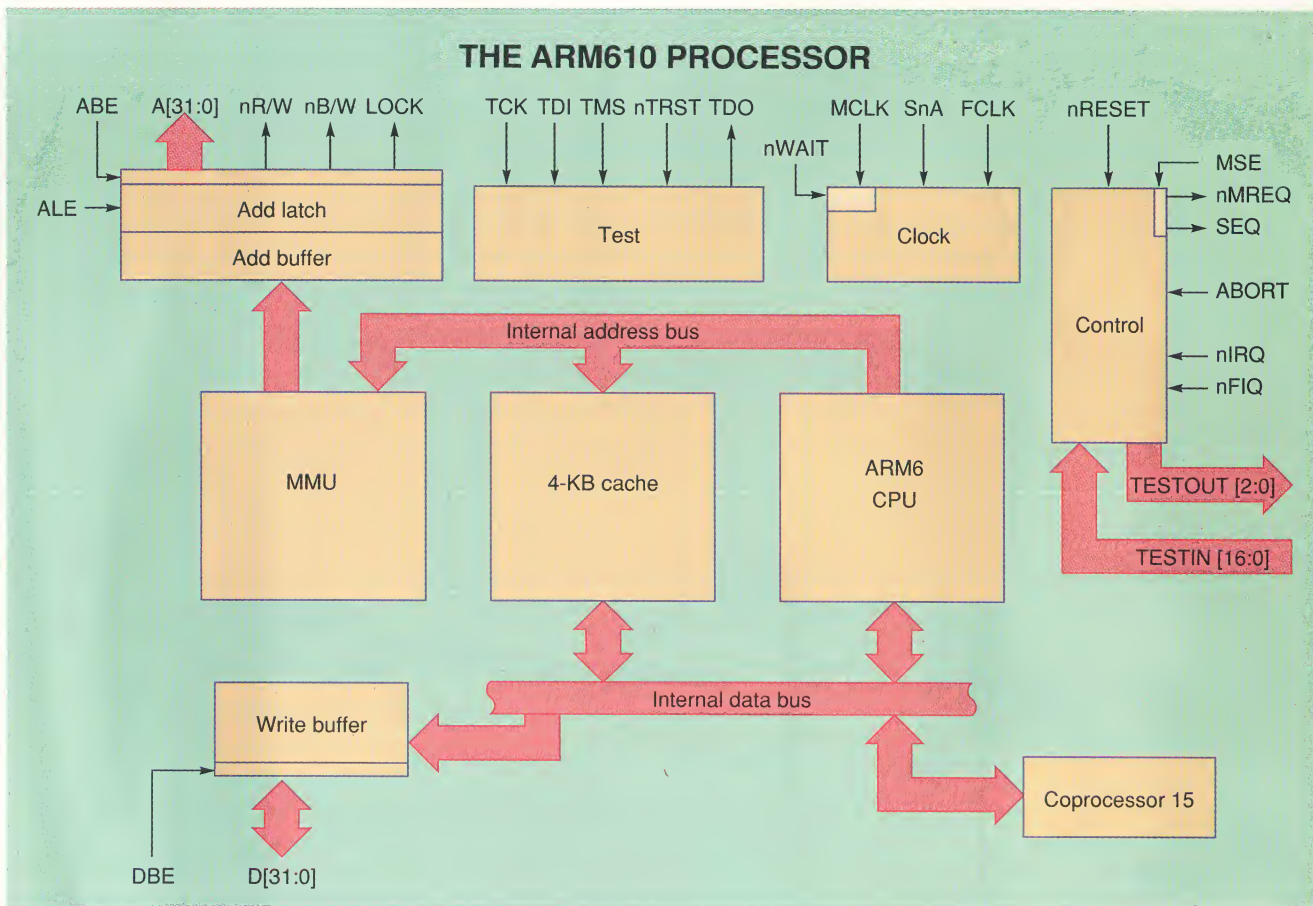 THE ARM610 PROCESSOR
ABE A[31:0] nR/W nB/W LOCK
TCK TDI TMS nTRST TDO
MCLK SnA FCLK
nRESET
nWAIT
MSE
nMREQ
SEQ
ALE
Add latch
Add buffer
Test
Clock
Control
ABORT
nIRQ
nFIQ
Internal address bus
MMU
4-KB cache
ARM6
CPU
TESTOUT [2:0]
TESTIN [16:0]
Write buffer
Internal data bus
Coprocessor 15
DBE D[31:0]